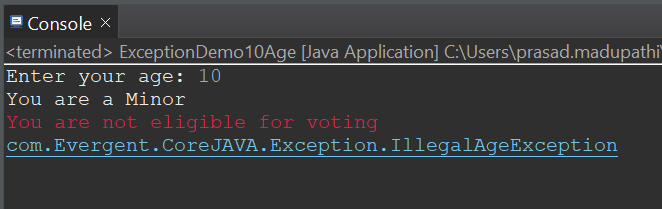 Console
<terminated> ExceptionDemo10Age [Java Application] C:\Users\prasad.madupathi\
Enter your age: 10
You are a Minor
You are not eligible for voting
com.Evergent.CoreJAVA.Exception.IllegalAgeException